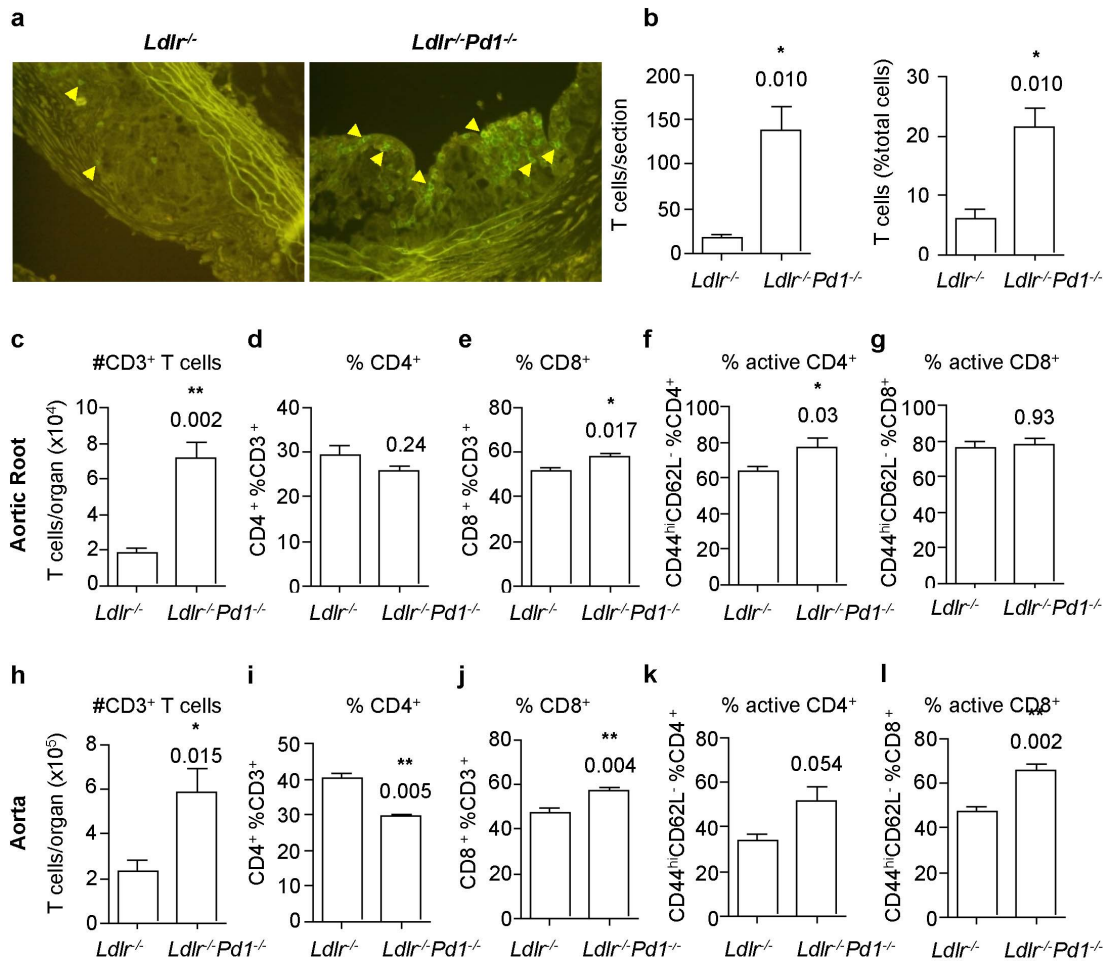 a
Ldlr-/-
Ldlr-/-Pd1-/-
b
T cells/section
200
150
100
50
0
*
0.010
Ldlr-/-
Ldlr-/-Pd1-/-
T cells (%total cells)
30
20
10
0
*
0.010
Ldlr-/-
Ldlr-/-Pd1-/-
Aortic Root
c
#CD3+ T cells
T cells/organ (x10⁴)
10
8
6
4
2
0
**
0.002
Ldlr-/-
Ldlr-/-Pd1-/-
d
% CD4+
CD4+ %CD3+
40
30
20
10
0
0.24
Ldlr-/-
Ldlr-/-Pd1-/-
e
% CD8+
CD8+ %CD3+
80
60
40
20
0
*
0.017
Ldlr-/-
Ldlr-/-Pd1-/-
f
% active CD4+
CD44hiCD62L- %CD4+
100
80
60
40
20
0
*
0.03
Ldlr-/-
Ldlr-/-Pd1-/-
g
% active CD8+
CD44hiCD62L- %CD8+
100
80
60
40
20
0
0.93
Ldlr-/-
Ldlr-/-Pd1-/-
Aorta
h
#CD3+ T cells
T cells/organ (x10⁵)
8
6
4
2
0
*
0.015
Ldlr-/-
Ldlr-/-Pd1-/-
i
% CD4+
CD4+ %CD3+
50
40
30
20
10
0
**
0.005
Ldlr-/-
Ldlr-/-Pd1-/-
j
% CD8+
CD8+ %CD3+
80
60
40
20
0
**
0.004
Ldlr-/-
Ldlr-/-Pd1-/-
k
% active CD4+
CD44hiCD62L- %CD4+
80
60
40
20
0
0.054
Ldlr-/-
Ldlr-/-Pd1-/-
l
% active CD8+
CD44hiCD62L- %CD8+
80
60
40
20
0
**
0.002
Ldlr-/-
Ldlr-/-Pd1-/-